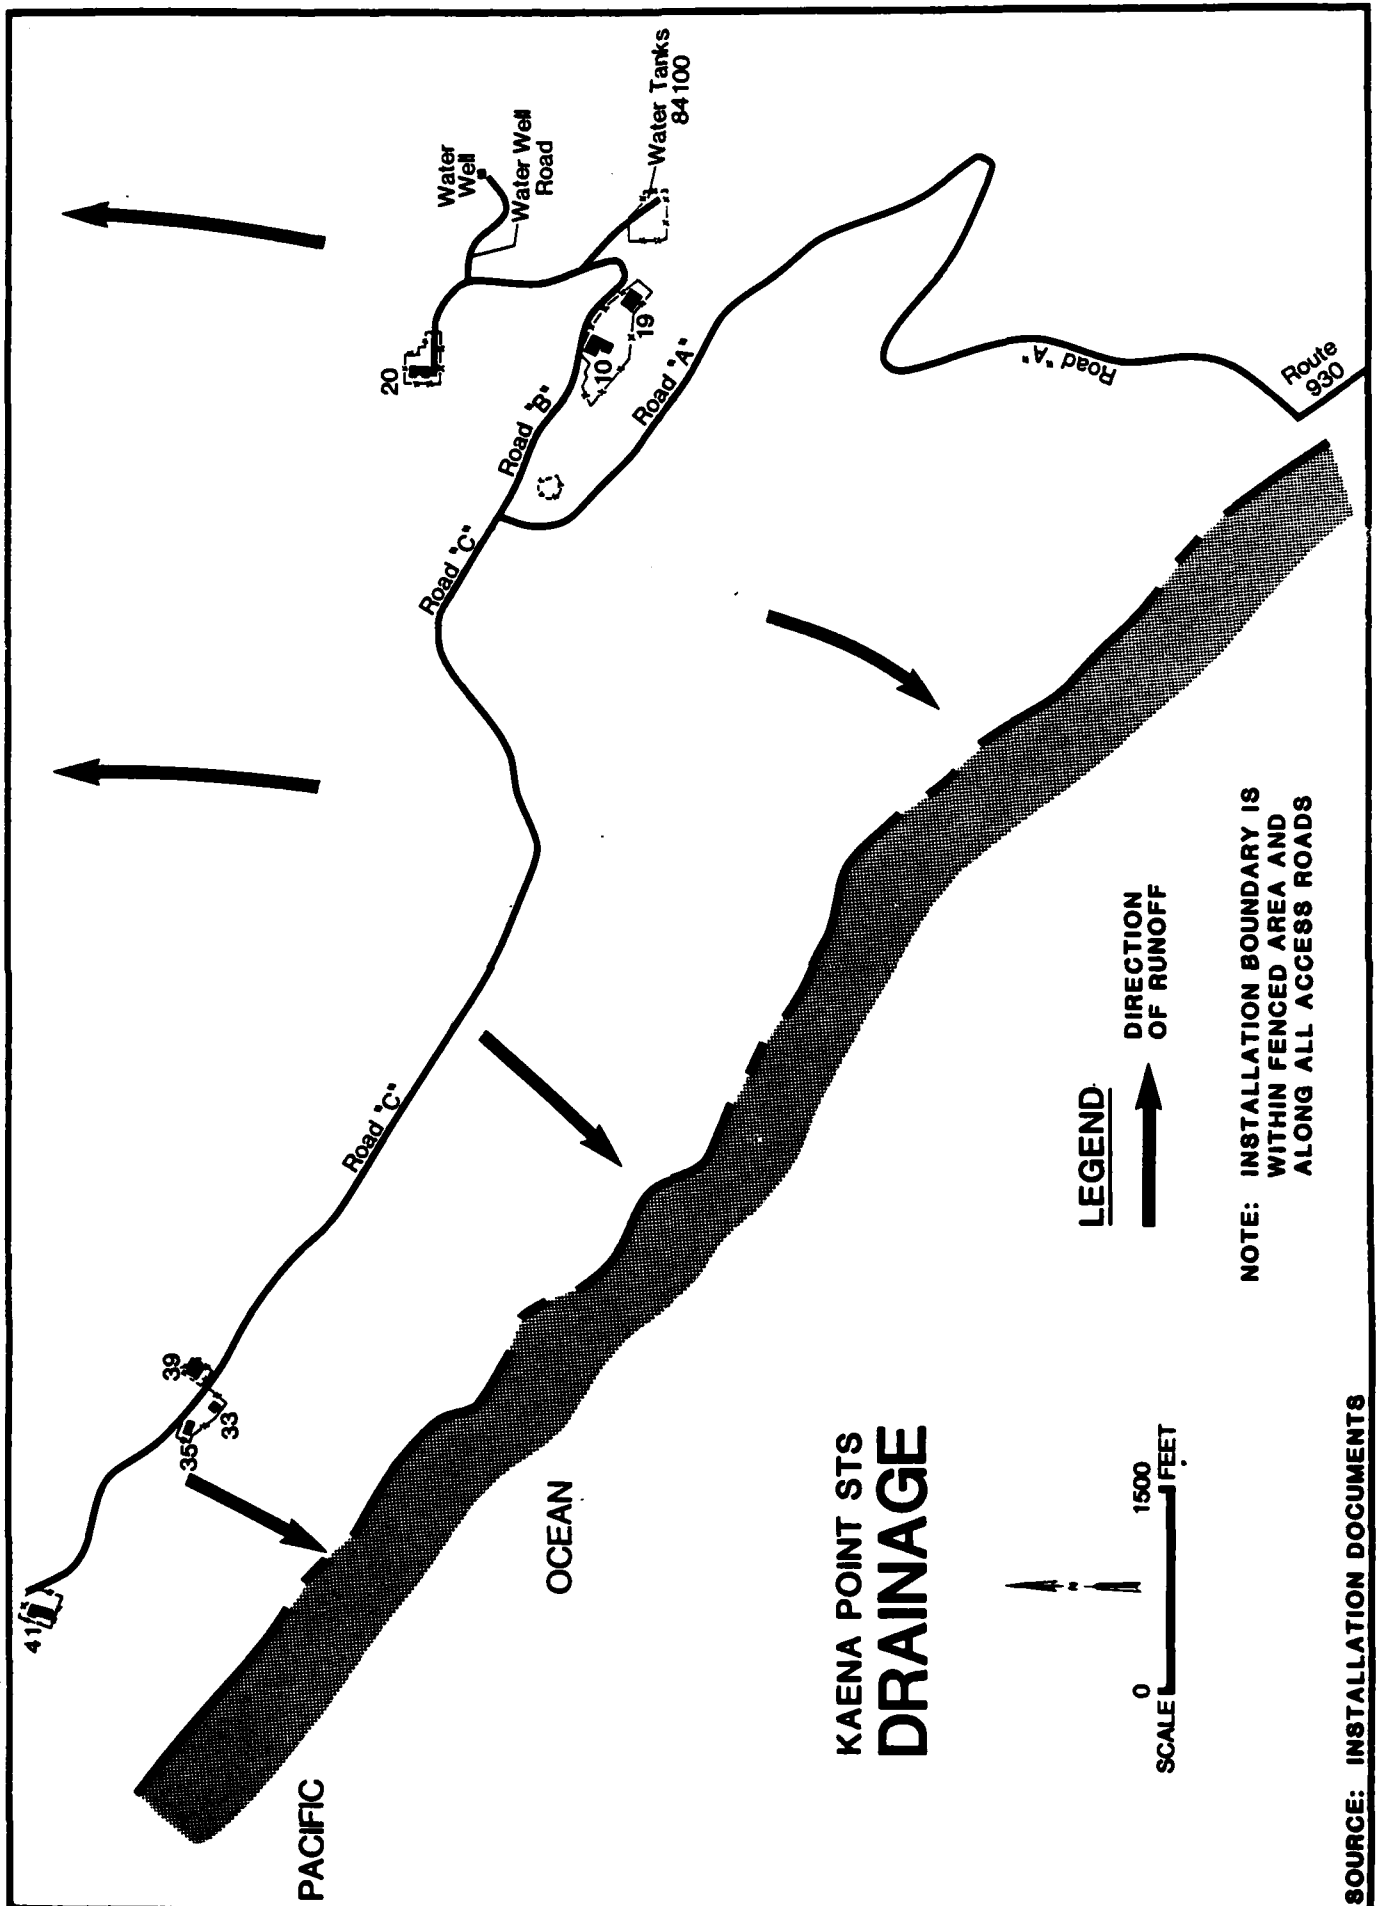 41
35
33
39
Road "C"
Road "C"
Road "B"
Road "A"
Road "A"
20
10
19
Water
Well
Water Well
Road
Water Tanks
84100
Route
930
PACIFIC
OCEAN
KAENA POINT STS
DRAINAGE
N
SCALE
0
1500
FEET
LEGEND
DIRECTION
OF RUNOFF
NOTE: INSTALLATION BOUNDARY IS
WITHIN FENCED AREA AND
ALONG ALL ACCESS ROADS
SOURCE: INSTALLATION DOCUMENTS